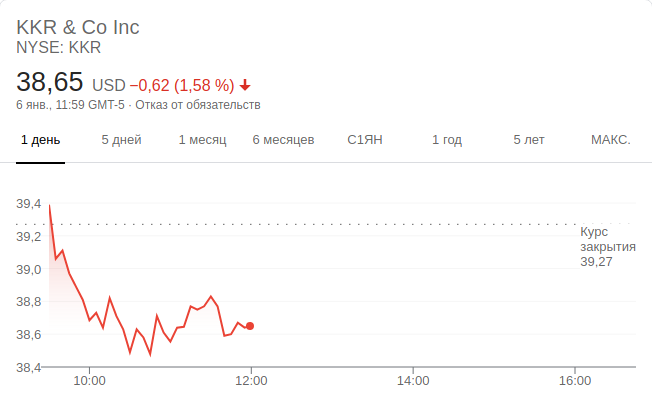 KKR & Co Inc
NYSE: KKR
38,65 USD −0,62 (1,58 %)
6 янв., 11:59 GMT-5 · Отказ от обязательств
1 день 5 дней 1 месяц 6 месяцев С1ЯН 1 год 5 лет МАКС.
39,4
39,2
39,0
38,8
38,6
38,4
Курс
закрытия
39,27
10:00 12:00 14:00 16:00